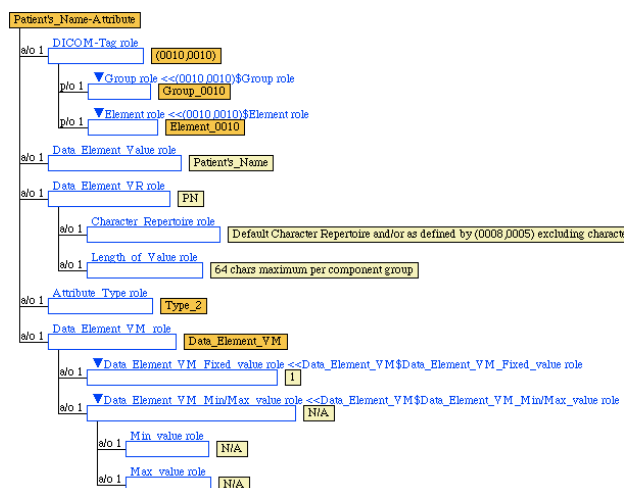 Patient's_Name-Attribute
DICOM-Tag role
a/o 1 (0010,0010)
Group role <<(0010,0010)$Group role
p/o 1 Group_0010
Element role <<(0010,0010)$Element role
p/o 1 Element_0010
Data_Element_Value role
a/o 1 Patient's_Name
Data_Element_VR role
a/o 1 PN
Character_Repertoire role
a/o 1 Default Character Repertoire and/or as defined by (0008,0005) excluding characte
Length_of_Value role
a/o 1 64 chars maximum per component group
Attribute_Type role
a/o 1 Type_2
Data_Element_VM_ role
a/o 1 Data_Element_VM
Data_Element_VM_Fixed_value role <<Data_Element_VM$Data_Element_VM_Fixed_value role
a/o 1 1
Data_Element_VM_Min/Max_value role <<Data_Element_VM$Data_Element_VM_Min/Max_value role
a/o 1 N/A
Min_value role
a/o 1 N/A
Max_value role
a/o 1 N/A